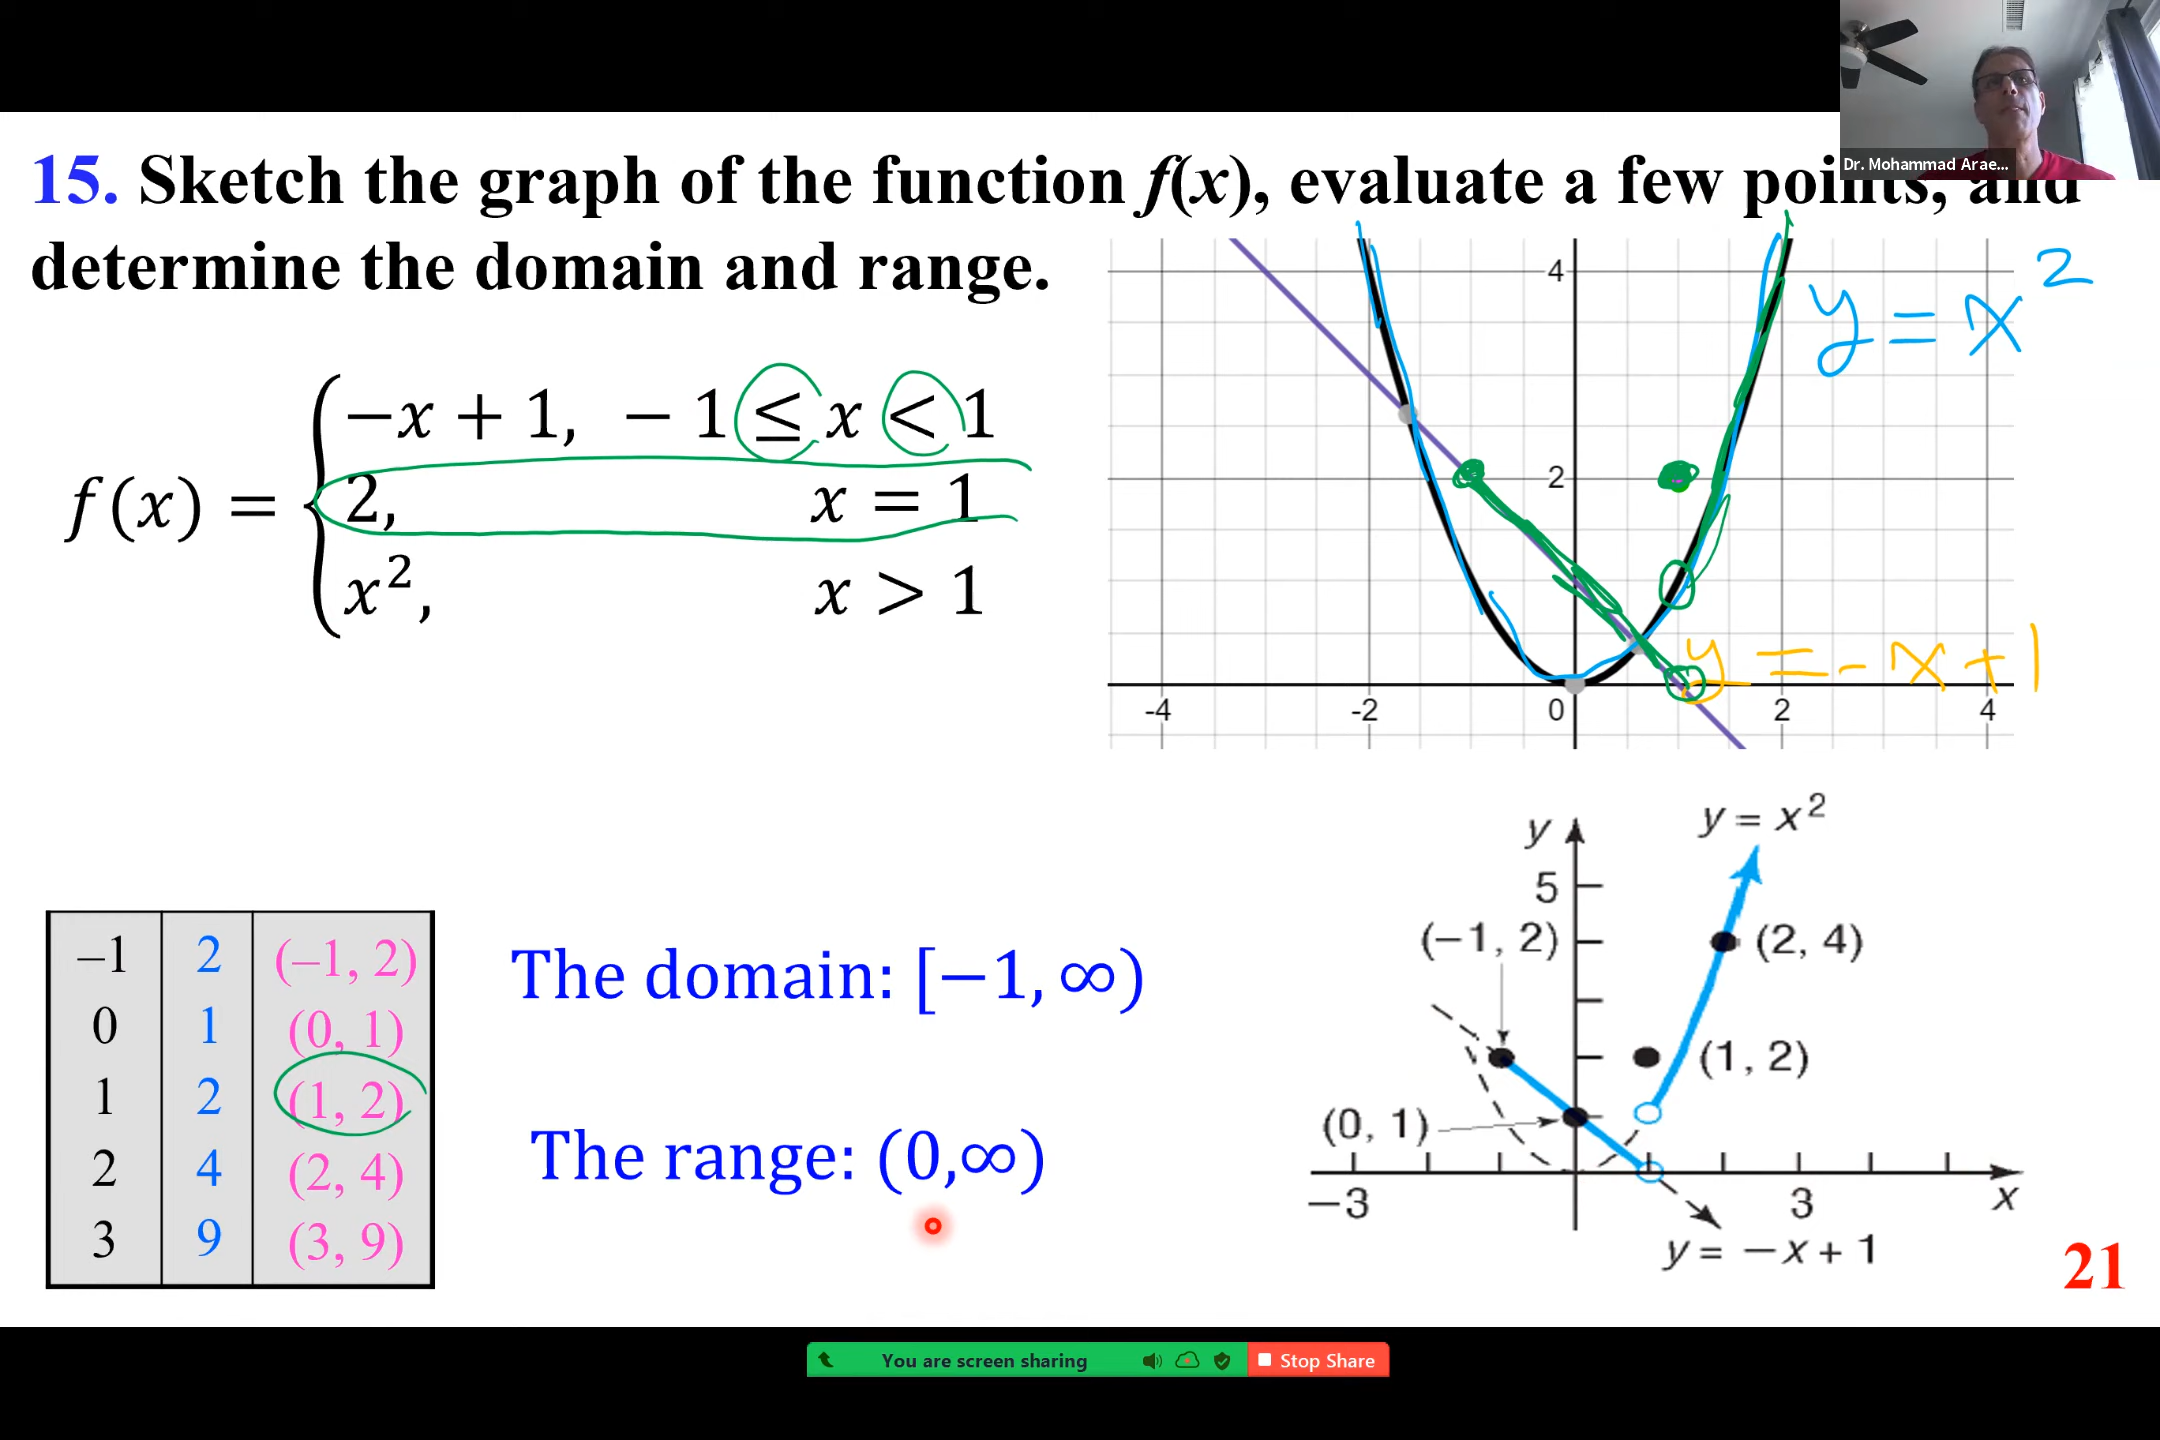 Dr. Mohammad Arae...
15. Sketch the graph of the function f(x), evaluate a few points, and
determine the domain and range.
f(x) = { −x + 1, −1 ≤ x < 1
2, x = 1
x², x > 1
4
2
-4 -2 0 2 4
y = x²
y = -x + 1
−1 2 (−1, 2)
0 1 (0, 1)
1 2 (1, 2)
2 4 (2, 4)
3 9 (3, 9)
The domain: [−1, ∞)
The range: (0,∞)
y
y = x²
5
(−1, 2)
(2, 4)
(1, 2)
(0, 1)
−3
3
x
y = −x + 1
21
You are screen sharing
Stop Share